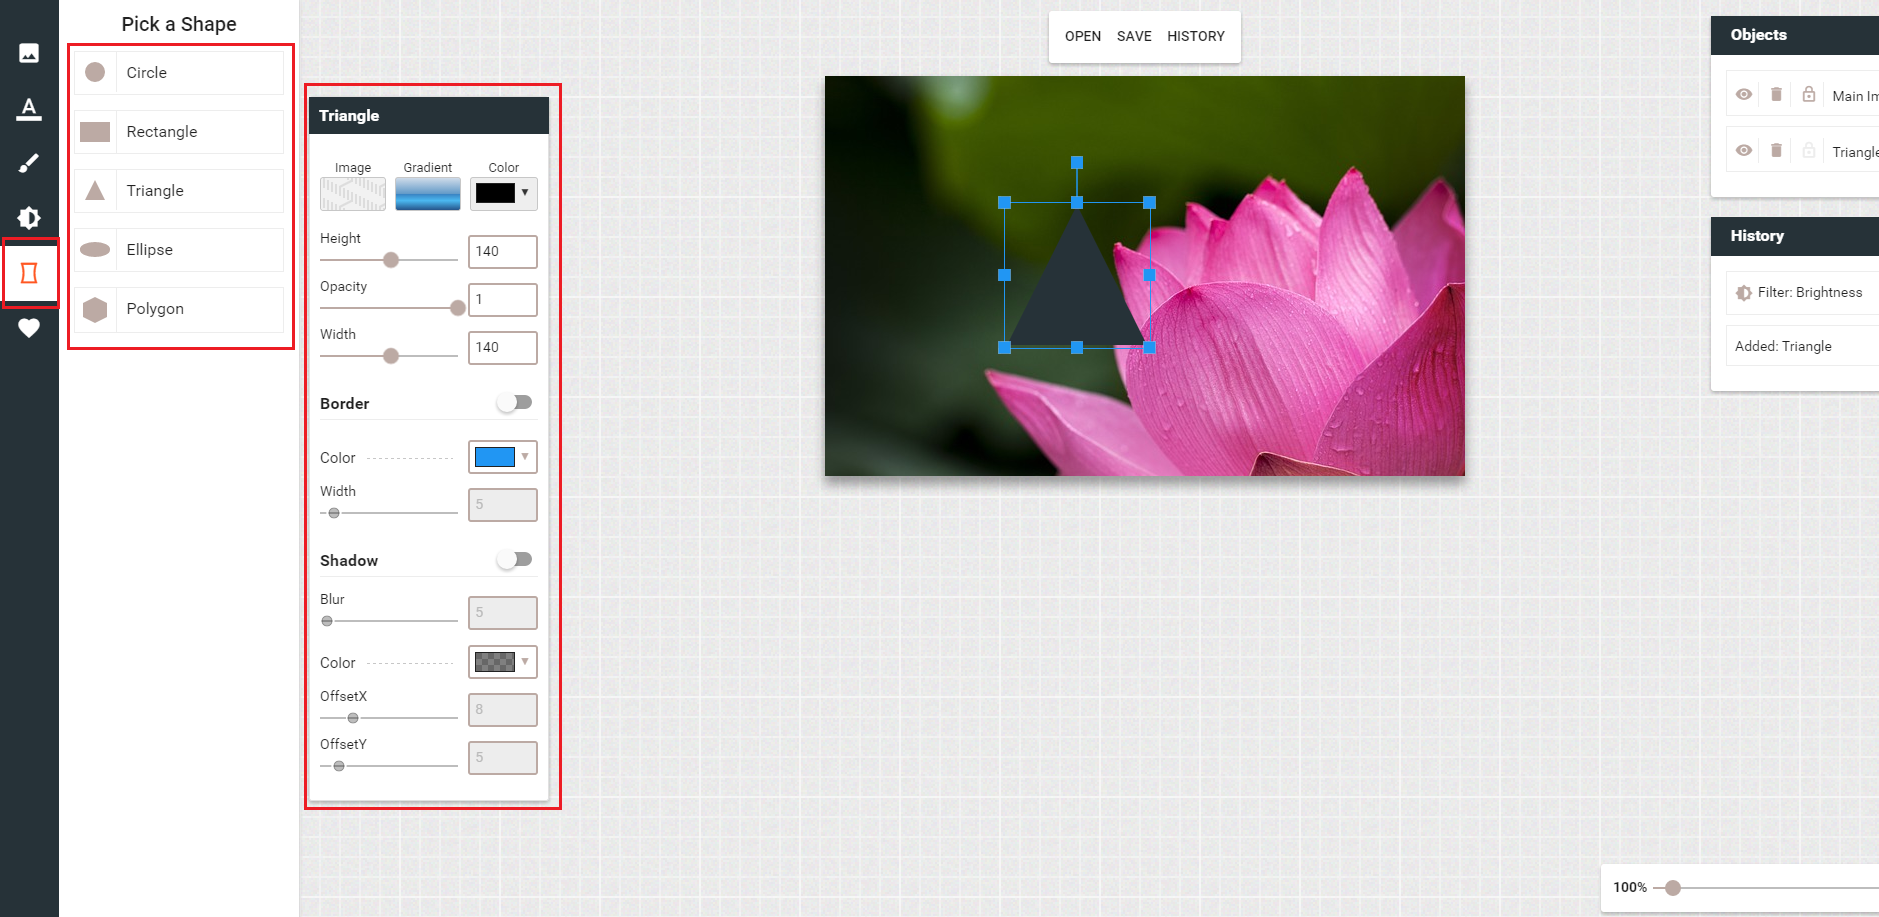 Pick a Shape
Circle
Rectangle
Triangle
Ellipse
Polygon
Triangle
Image Gradient Color
Height
140
Opacity
1
Width
140
Border
Color
Width
5
Shadow
Blur
5
Color
OffsetX
8
OffsetY
5
OPEN SAVE HISTORY
Objects
Main Im
Triangle
History
Filter: Brightness
Added: Triangle
100%